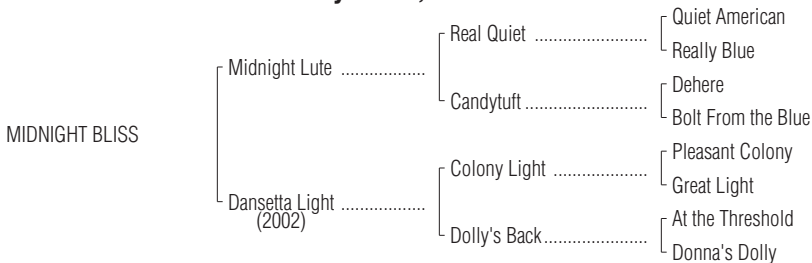 Quiet American
Real Quiet ........................
Really Blue
Midnight Lute ..................
Dehere
Candytuft ..........................
Bolt From the Blue
MIDNIGHT BLISS
Pleasant Colony
Colony Light ....................
Great Light
Dansetta Light ..................
(2002)
At the Threshold
Dolly's Back ......................
Donna's Dolly